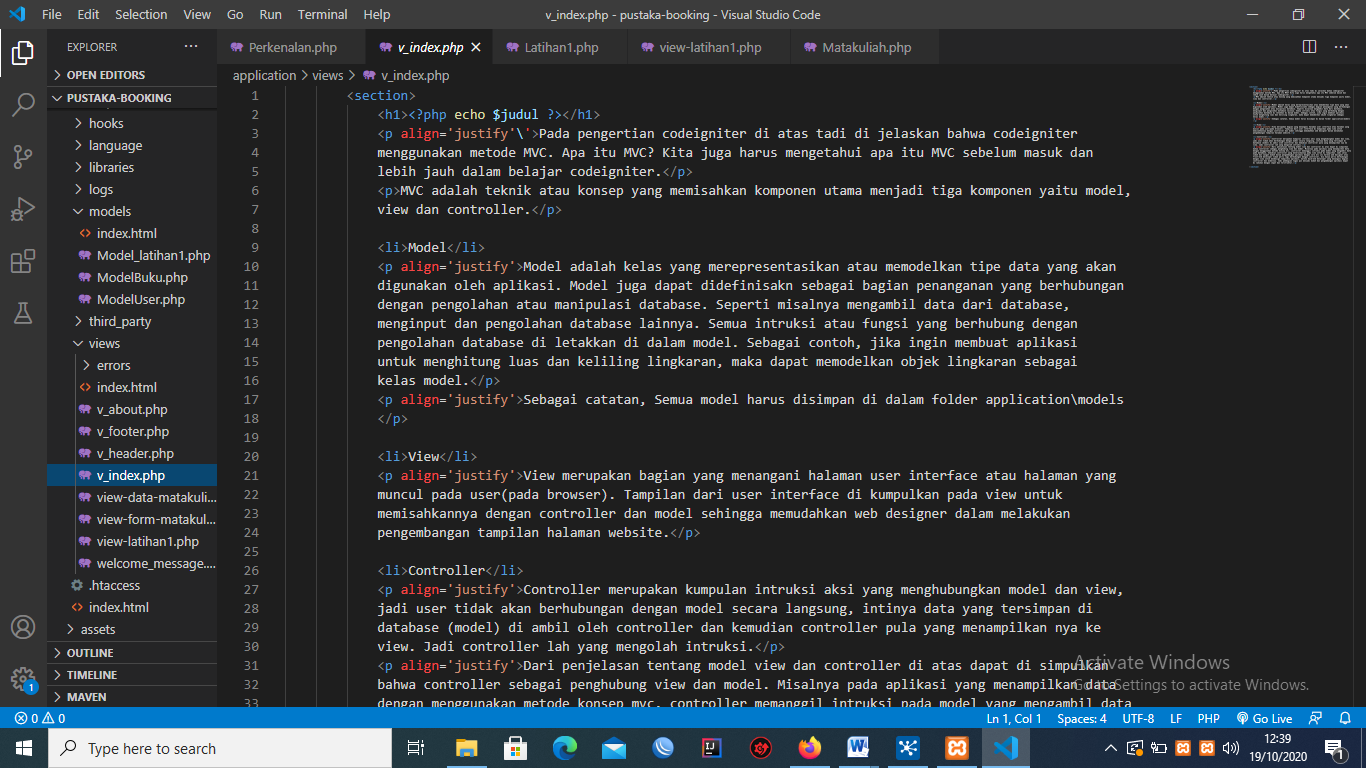 File Edit Selection View Go Run Terminal Help
v_index.php - pustaka-booking - Visual Studio Code
EXPLORER
OPEN EDITORS
PUSTAKA-BOOKING
hooks
language
libraries
logs
models
index.html
Model_latihan1.php
ModelBuku.php
ModelUser.php
third_party
views
errors
index.html
v_about.php
v_footer.php
v_header.php
v_index.php
view-data-matakuli...
view-form-matakul...
view-latihan1.php
welcome_message....
.htaccess
index.html
assets
OUTLINE
TIMELINE
MAVEN
Perkenalan.php v_index.php Latihan1.php view-latihan1.php Matakuliah.php
application > views > v_index.php
1 <section>
2 <h1><?php echo $judul ?></h1>
3 <p align='justify'\'>Pada pengertian codeigniter di atas tadi di jelaskan bahwa codeigniter
4 menggunakan metode MVC. Apa itu MVC? Kita juga harus mengetahui apa itu MVC sebelum masuk dan
5 lebih jauh dalam belajar codeigniter.</p>
6 <p>MVC adalah teknik atau konsep yang memisahkan komponen utama menjadi tiga komponen yaitu model,
7 view dan controller.</p>
8
9 <li>Model</li>
10 <p align='justify'>Model adalah kelas yang merepresentasikan atau memodelkan tipe data yang akan
11 digunakan oleh aplikasi. Model juga dapat didefinisakn sebagai bagian penanganan yang berhubungan
12 dengan pengolahan atau manipulasi database. Seperti misalnya mengambil data dari database,
13 menginput dan pengolahan database lainnya. Semua intruksi atau fungsi yang berhubung dengan
14 pengolahan database di letakkan di dalam model. Sebagai contoh, jika ingin membuat aplikasi
15 untuk menghitung luas dan keliling lingkaran, maka dapat memodelkan objek lingkaran sebagai
16 kelas model.</p>
17 <p align='justify'>Sebagai catatan, Semua model harus disimpan di dalam folder application\models
18 </p>
19
20 <li>View</li>
21 <p align='justify'>View merupakan bagian yang menangani halaman user interface atau halaman yang
22 muncul pada user(pada browser). Tampilan dari user interface di kumpulkan pada view untuk
23 memisahkannya dengan controller dan model sehingga memudahkan web designer dalam melakukan
24 pengembangan tampilan halaman website.</p>
25
26 <li>Controller</li>
27 <p align='justify'>Controller merupakan kumpulan intruksi aksi yang menghubungkan model dan view,
28 jadi user tidak akan berhubungan dengan model secara langsung, intinya data yang tersimpan di
29 database (model) di ambil oleh controller dan kemudian controller pula yang menampilkan nya ke
30 view. Jadi controller lah yang mengolah intruksi.</p>
31 <p align='justify'>Dari penjelasan tentang model view dan controller di atas dapat di simpulkan
32 bahwa controller sebagai penghubung view dan model. Misalnya pada aplikasi yang menampilkan data
33 dengan menggunakan metode konsep mvc, controller memanggil intruksi pada model yang mengambil data
Activate Windows
Go to Settings to activate Windows.
1
0 0 Ln 1, Col 1 Spaces: 4 UTF-8 LF PHP Go Live
Type here to search
12:39
19/10/2020
1